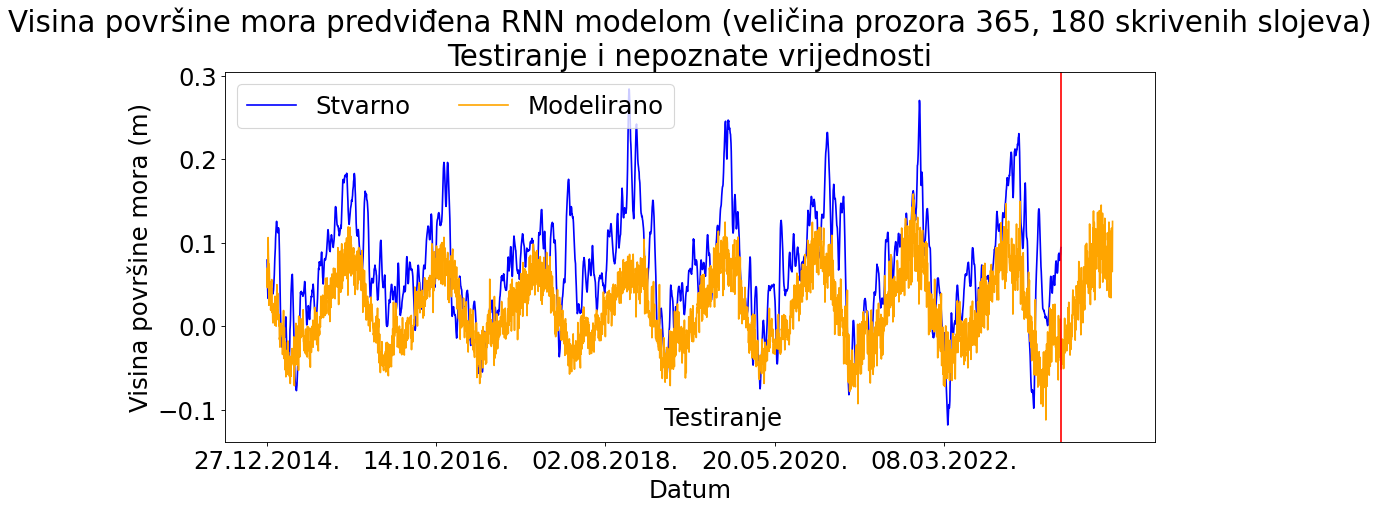 Visina površine mora predviđena RNN modelom (veličina prozora 365, 180 skrivenih slojeva)
Testiranje i nepoznate vrijednosti
Stvarno
Modelirano
Visina površine mora (m)
0.3
0.2
0.1
0.0
−0.1
Testiranje
27.12.2014.
14.10.2016.
02.08.2018.
20.05.2020.
08.03.2022.
Datum